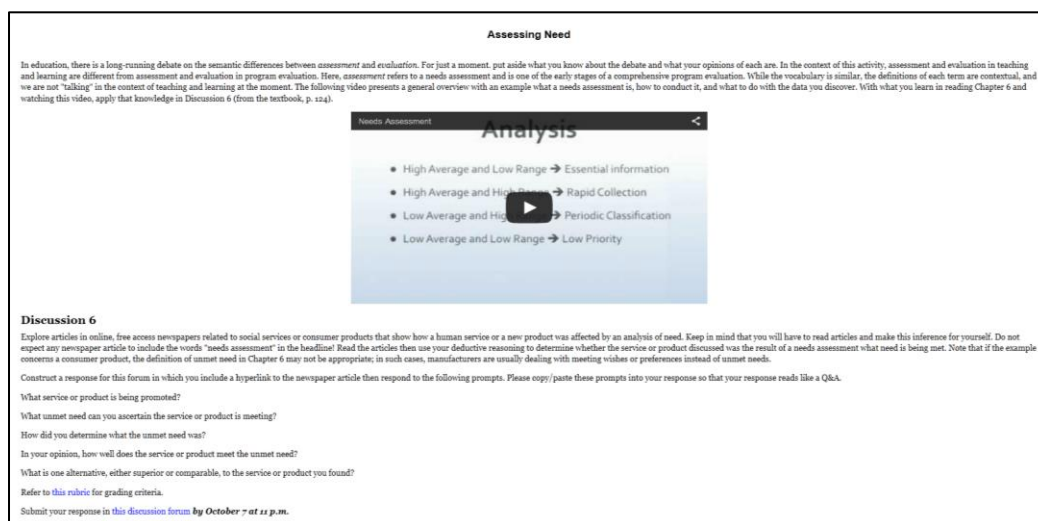 Assessing Need
In education, there is a long-running debate on the semantic differences between assessment and evaluation. For just a moment. put aside what you know about the debate and what your opinions of each are. In the context of this activity, assessment and evaluation in teaching
and learning are different from assessment and evaluation in program evaluation. Here, assessment refers to a needs assessment and is one of the early stages of a comprehensive program evaluation. While the vocabulary is similar, the definitions of each term are contextual, and
we are not "talking" in the context of teaching and learning at the moment. The following video presents a general overview with an example what a needs assessment is, how to conduct it, and what to do with the data you discover. With what you learn in reading Chapter 6 and
watching this video, apply that knowledge in Discussion 6 (from the textbook, p. 124).
Needs Assessment
Analysis
• High Average and Low Range → Essential information
• High Average and High Range → Rapid Collection
• Low Average and High → Periodic Classification
• Low Average and Low Range → Low Priority
Discussion 6
Explore articles in online, free access newspapers related to social services or consumer products that show how a human service or a new product was affected by an analysis of need. Keep in mind that you will have to read articles and make this inference for yourself. Do not
expect any newspaper article to include the words "needs assessment" in the headline! Read the articles then use your deductive reasoning to determine whether the service or product discussed was the result of a needs assessment what need is being met. Note that if the example
concerns a consumer product, the definition of unmet need in Chapter 6 may not be appropriate; in such cases, manufacturers are usually dealing with meeting wishes or preferences instead of unmet needs.
Construct a response for this forum in which you include a hyperlink to the newspaper article then respond to the following prompts. Please copy/paste these prompts into your response so that your response reads like a Q&A.
What service or product is being promoted?
What unmet need can you ascertain the service or product is meeting?
How did you determine what the unmet need was?
In your opinion, how well does the service or product meet the unmet need?
What is one alternative, either superior or comparable, to the service or product you found?
Refer to this rubric for grading criteria.
Submit your response in this discussion forum by October 7 at 11 p.m.